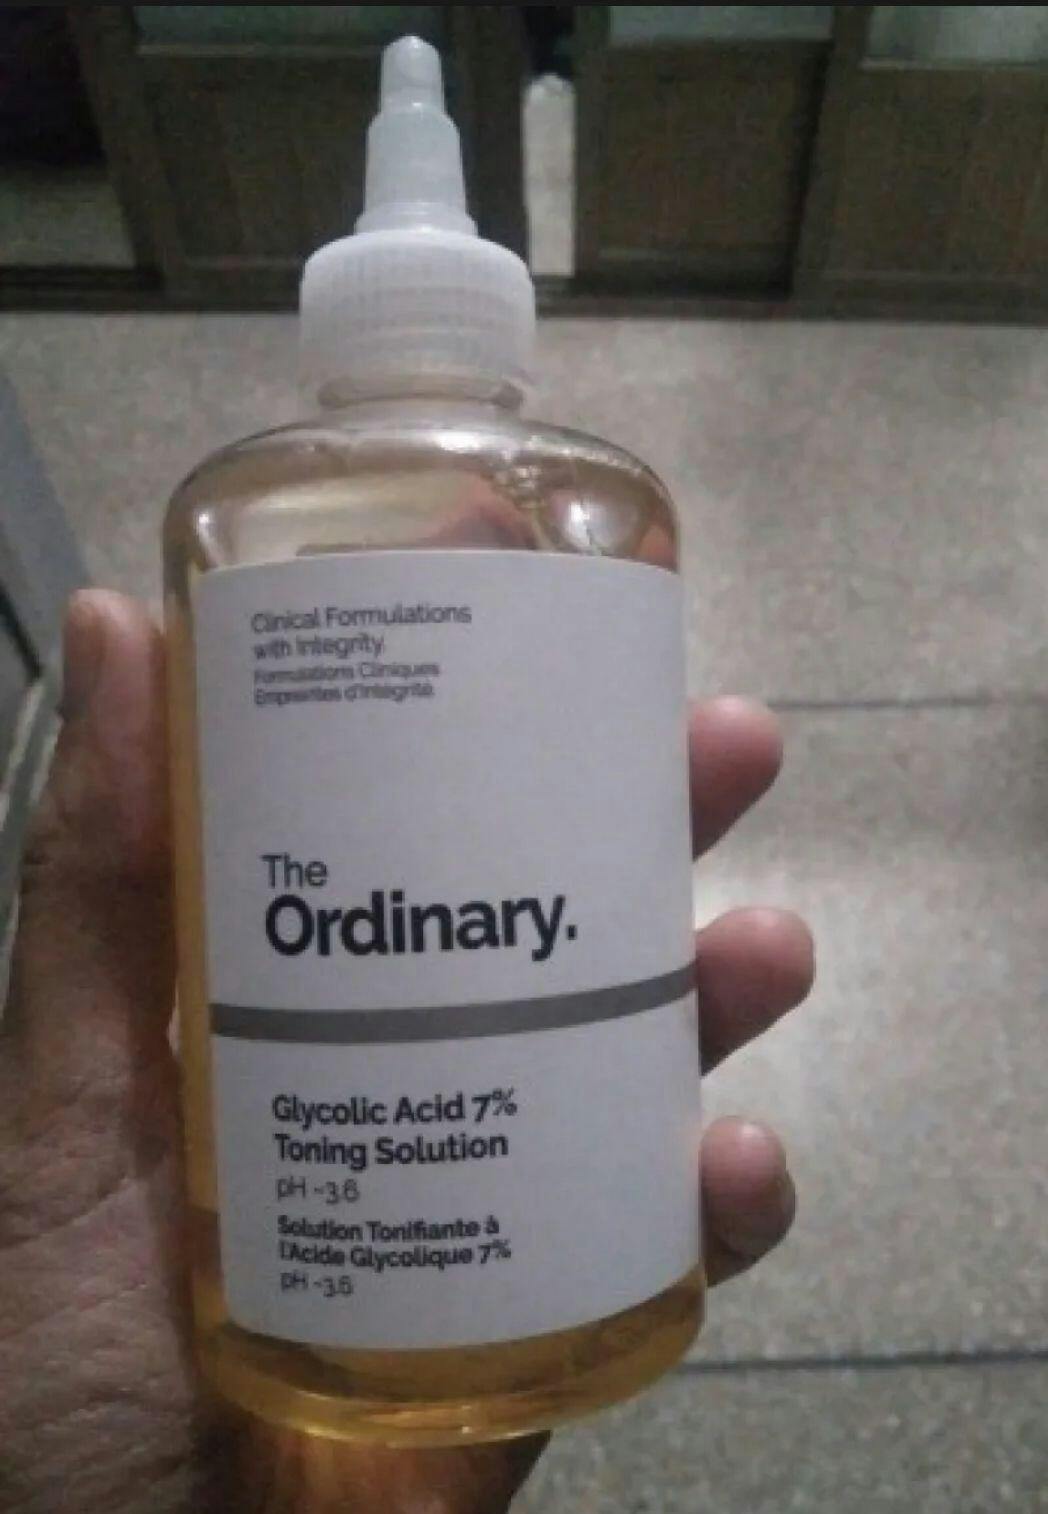 Clinical Formulations
with Integrity.
Formulations Cliniques
Empreintes d'Intégrité.
The
Ordinary.
Glycolic Acid 7%
Toning Solution
pH ~3.6
Solution Tonifiante à
l'Acide Glycolique 7%
pH ~3.6